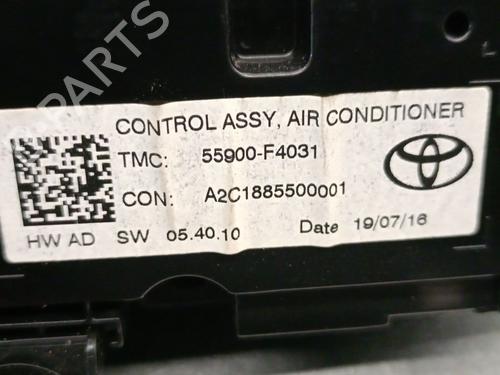 CONTROL ASSY, AIR CONDITIONER
TMC: 55900-F4031
CON: A2C1885500001
HW AD SW 05.40.10 Date 19/07/16
B-PARTS